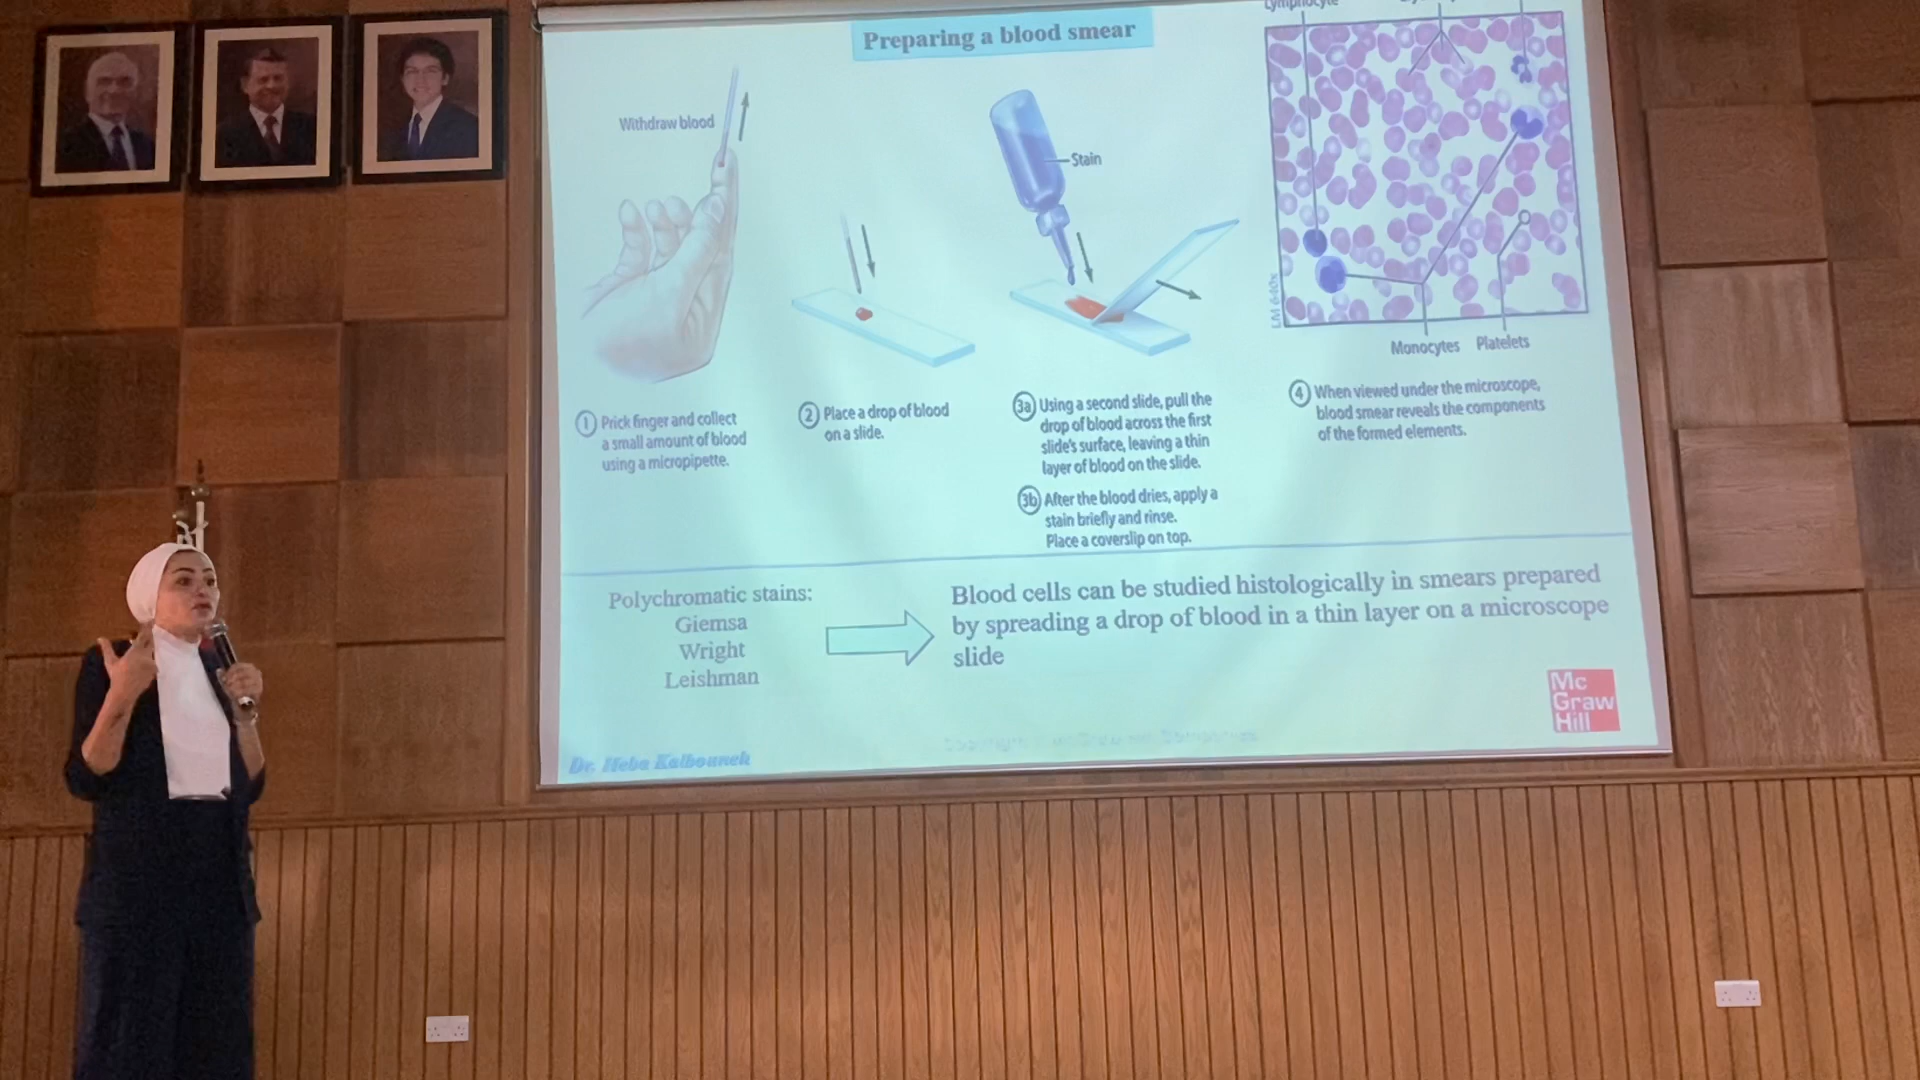 Preparing a blood smear
Withdraw blood
Stain
Lymphocyte
LM 640x
Monocytes
Platelets
1 Prick finger and collect
a small amount of blood
using a micropipette.
2 Place a drop of blood
on a slide.
3a Using a second slide, pull the
drop of blood across the first
slide's surface, leaving a thin
layer of blood on the slide.
3b After the blood dries, apply a
stain briefly and rinse.
Place a coverslip on top.
4 When viewed under the microscope,
blood smear reveals the components
of the formed elements.
Polychromatic stains:
Giemsa
Wright
Leishman
Blood cells can be studied histologically in smears prepared
by spreading a drop of blood in a thin layer on a microscope
slide
Mc
Graw
Hill
Dr. Heba Kalbouneh